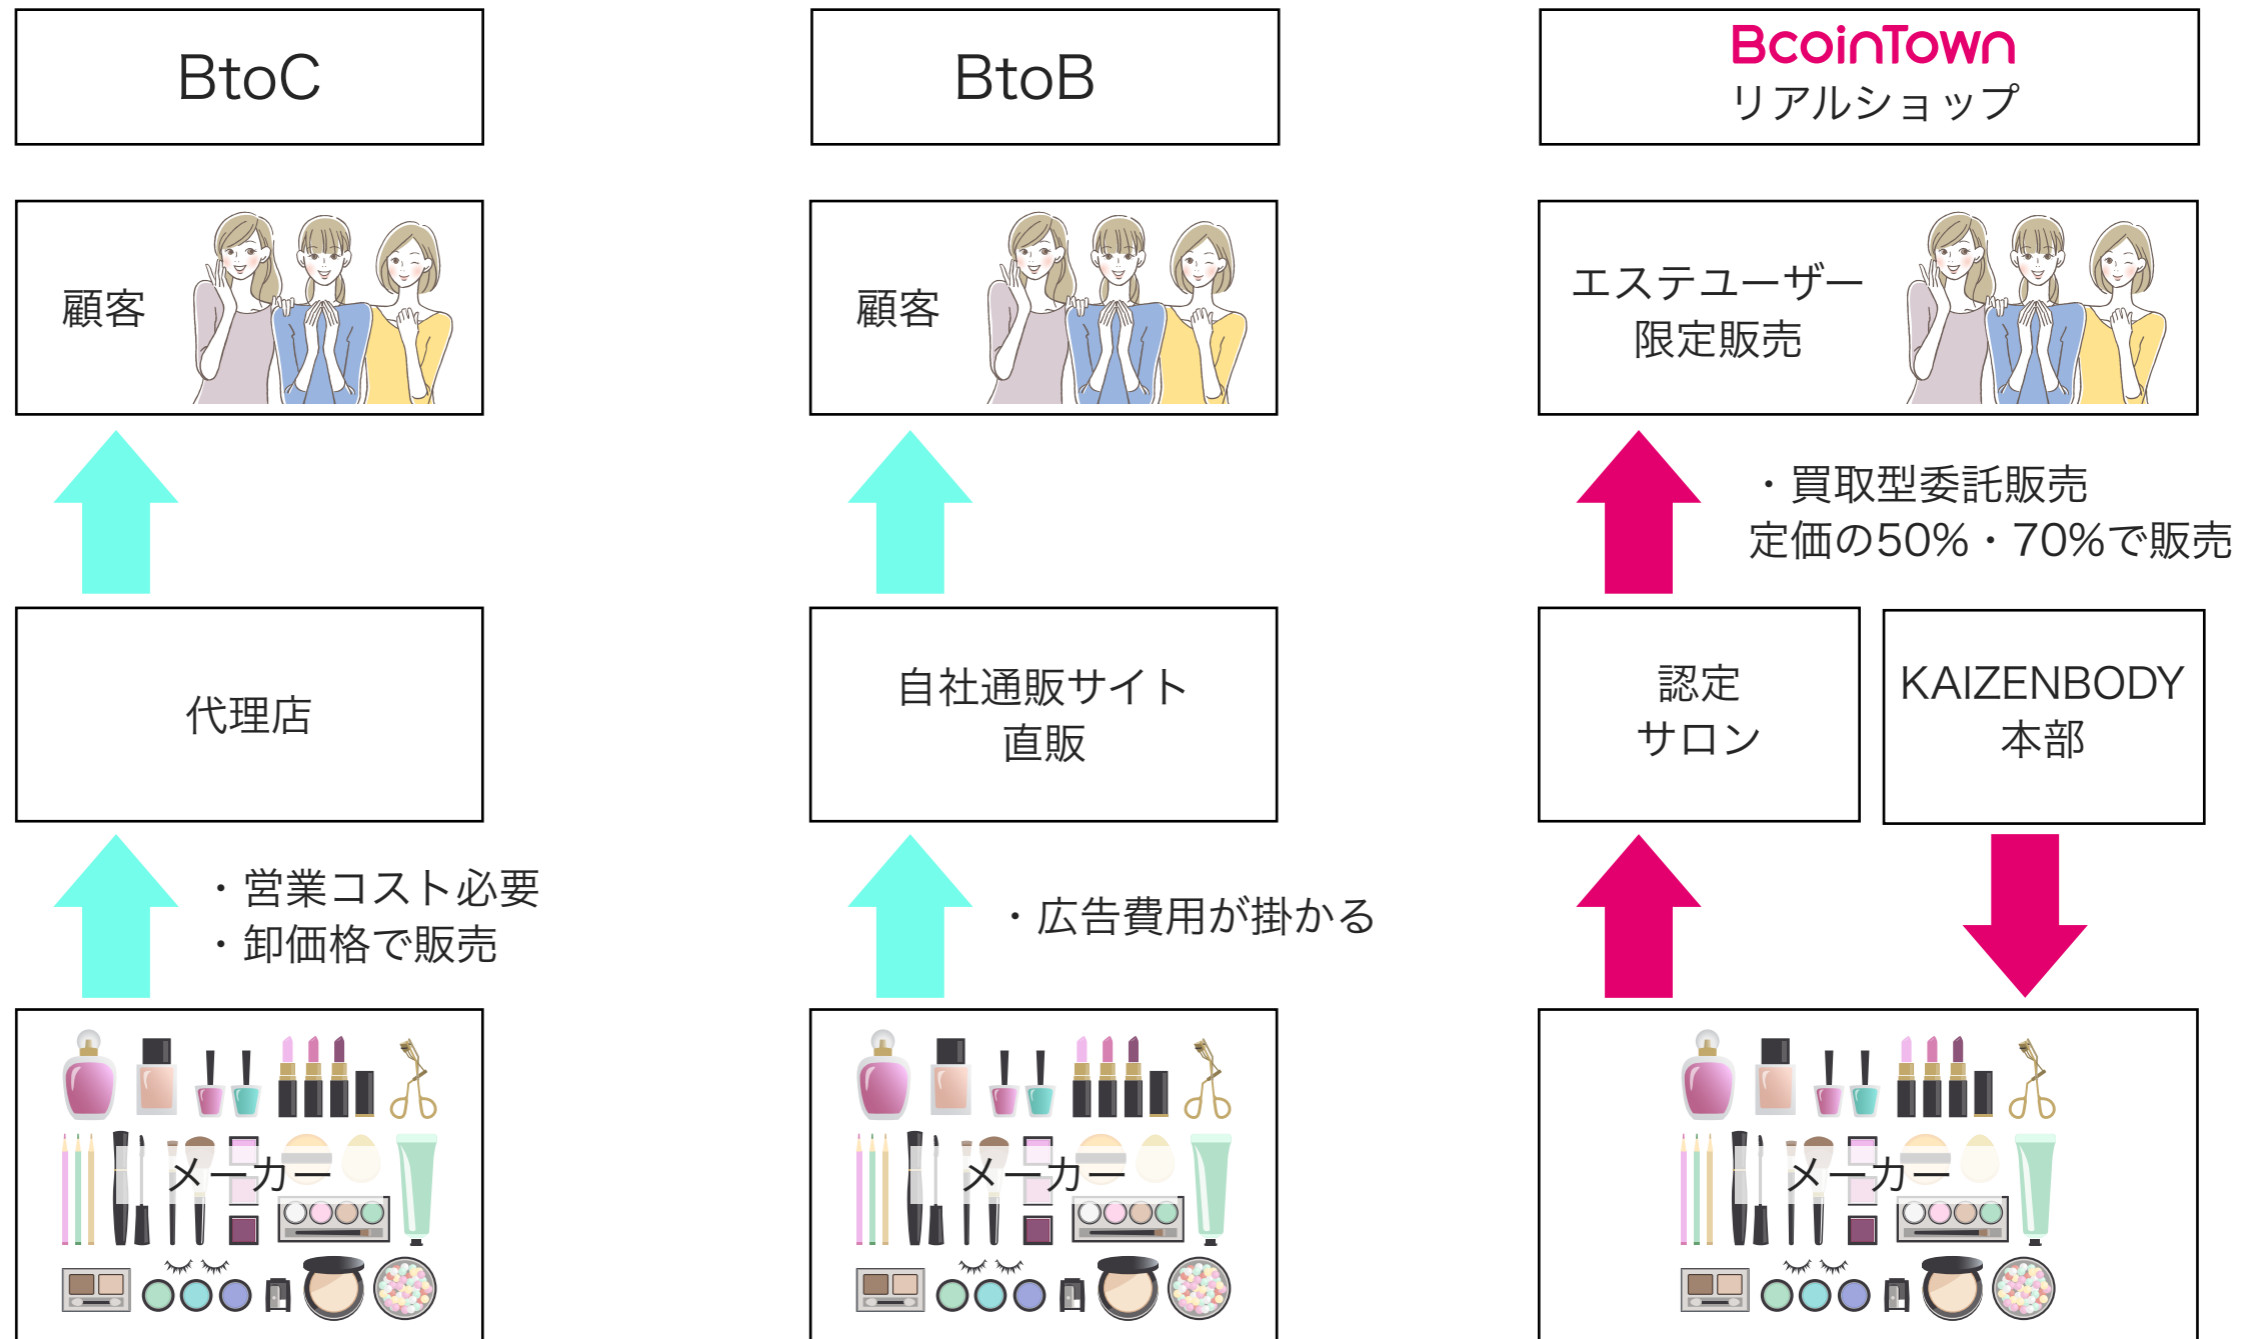 BtoC
BtoB
BcoinTown
リアルショップ
顧客
顧客
エステユーザー
限定販売
・買取型委託販売
定価の50%・70%で販売
代理店
自社通販サイト
直販
認定
サロン
KAIZENBODY
本部
・営業コスト必要
・卸価格で販売
・広告費用が掛かる
メーカー
メーカー
メーカー